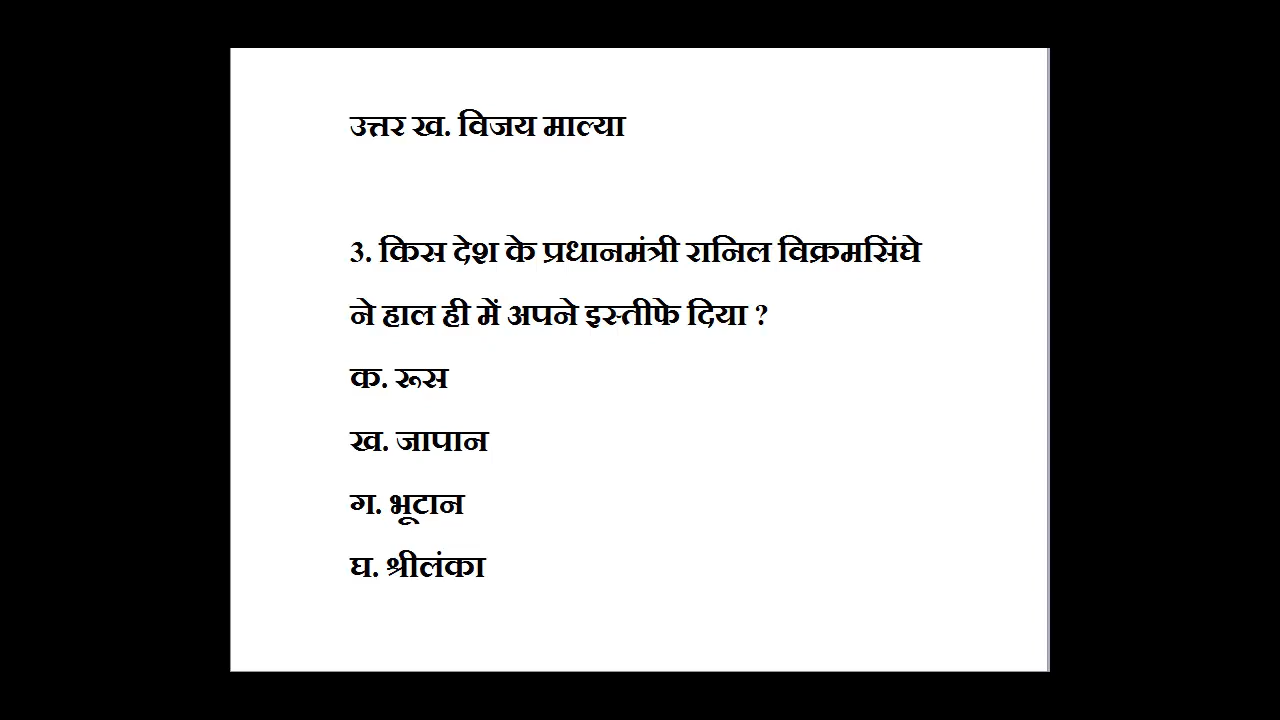 उत्तर ख. विजय माल्या
3. किस देश के प्रधानमंत्री रानिल विक्रमसिंघे
ने हाल ही में अपने इस्तीफे दिया ?
क. रूस
ख. जापान
ग. भूटान
घ. श्रीलंका